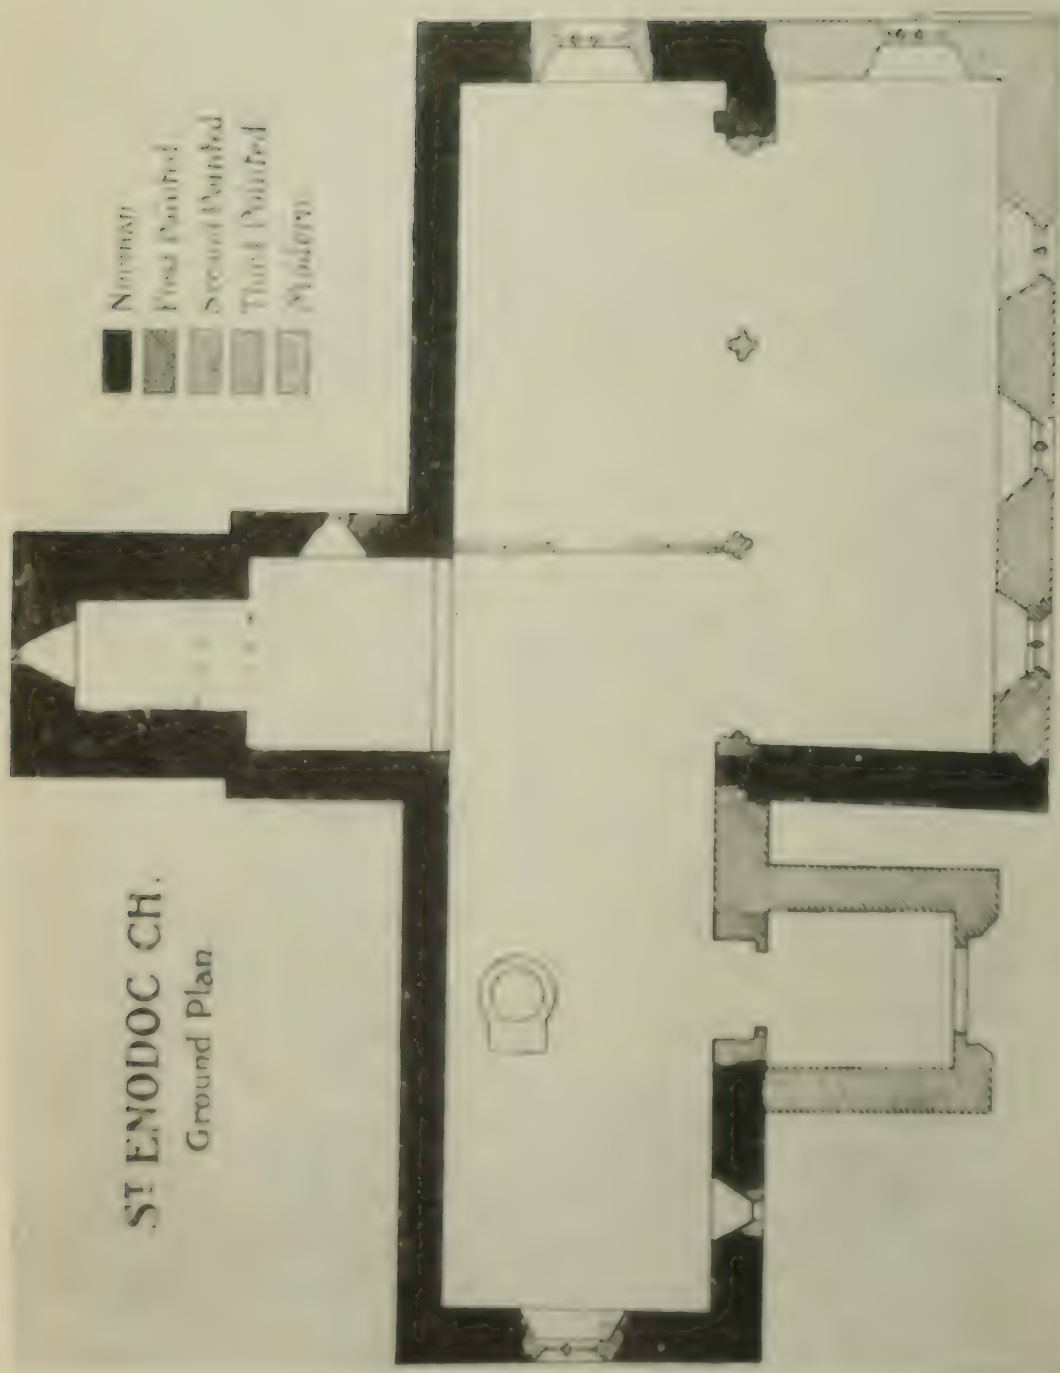 ST ENODOC CH.
Ground Plan
Norman
First Pointed
Second Pointed
Third Pointed
Modern